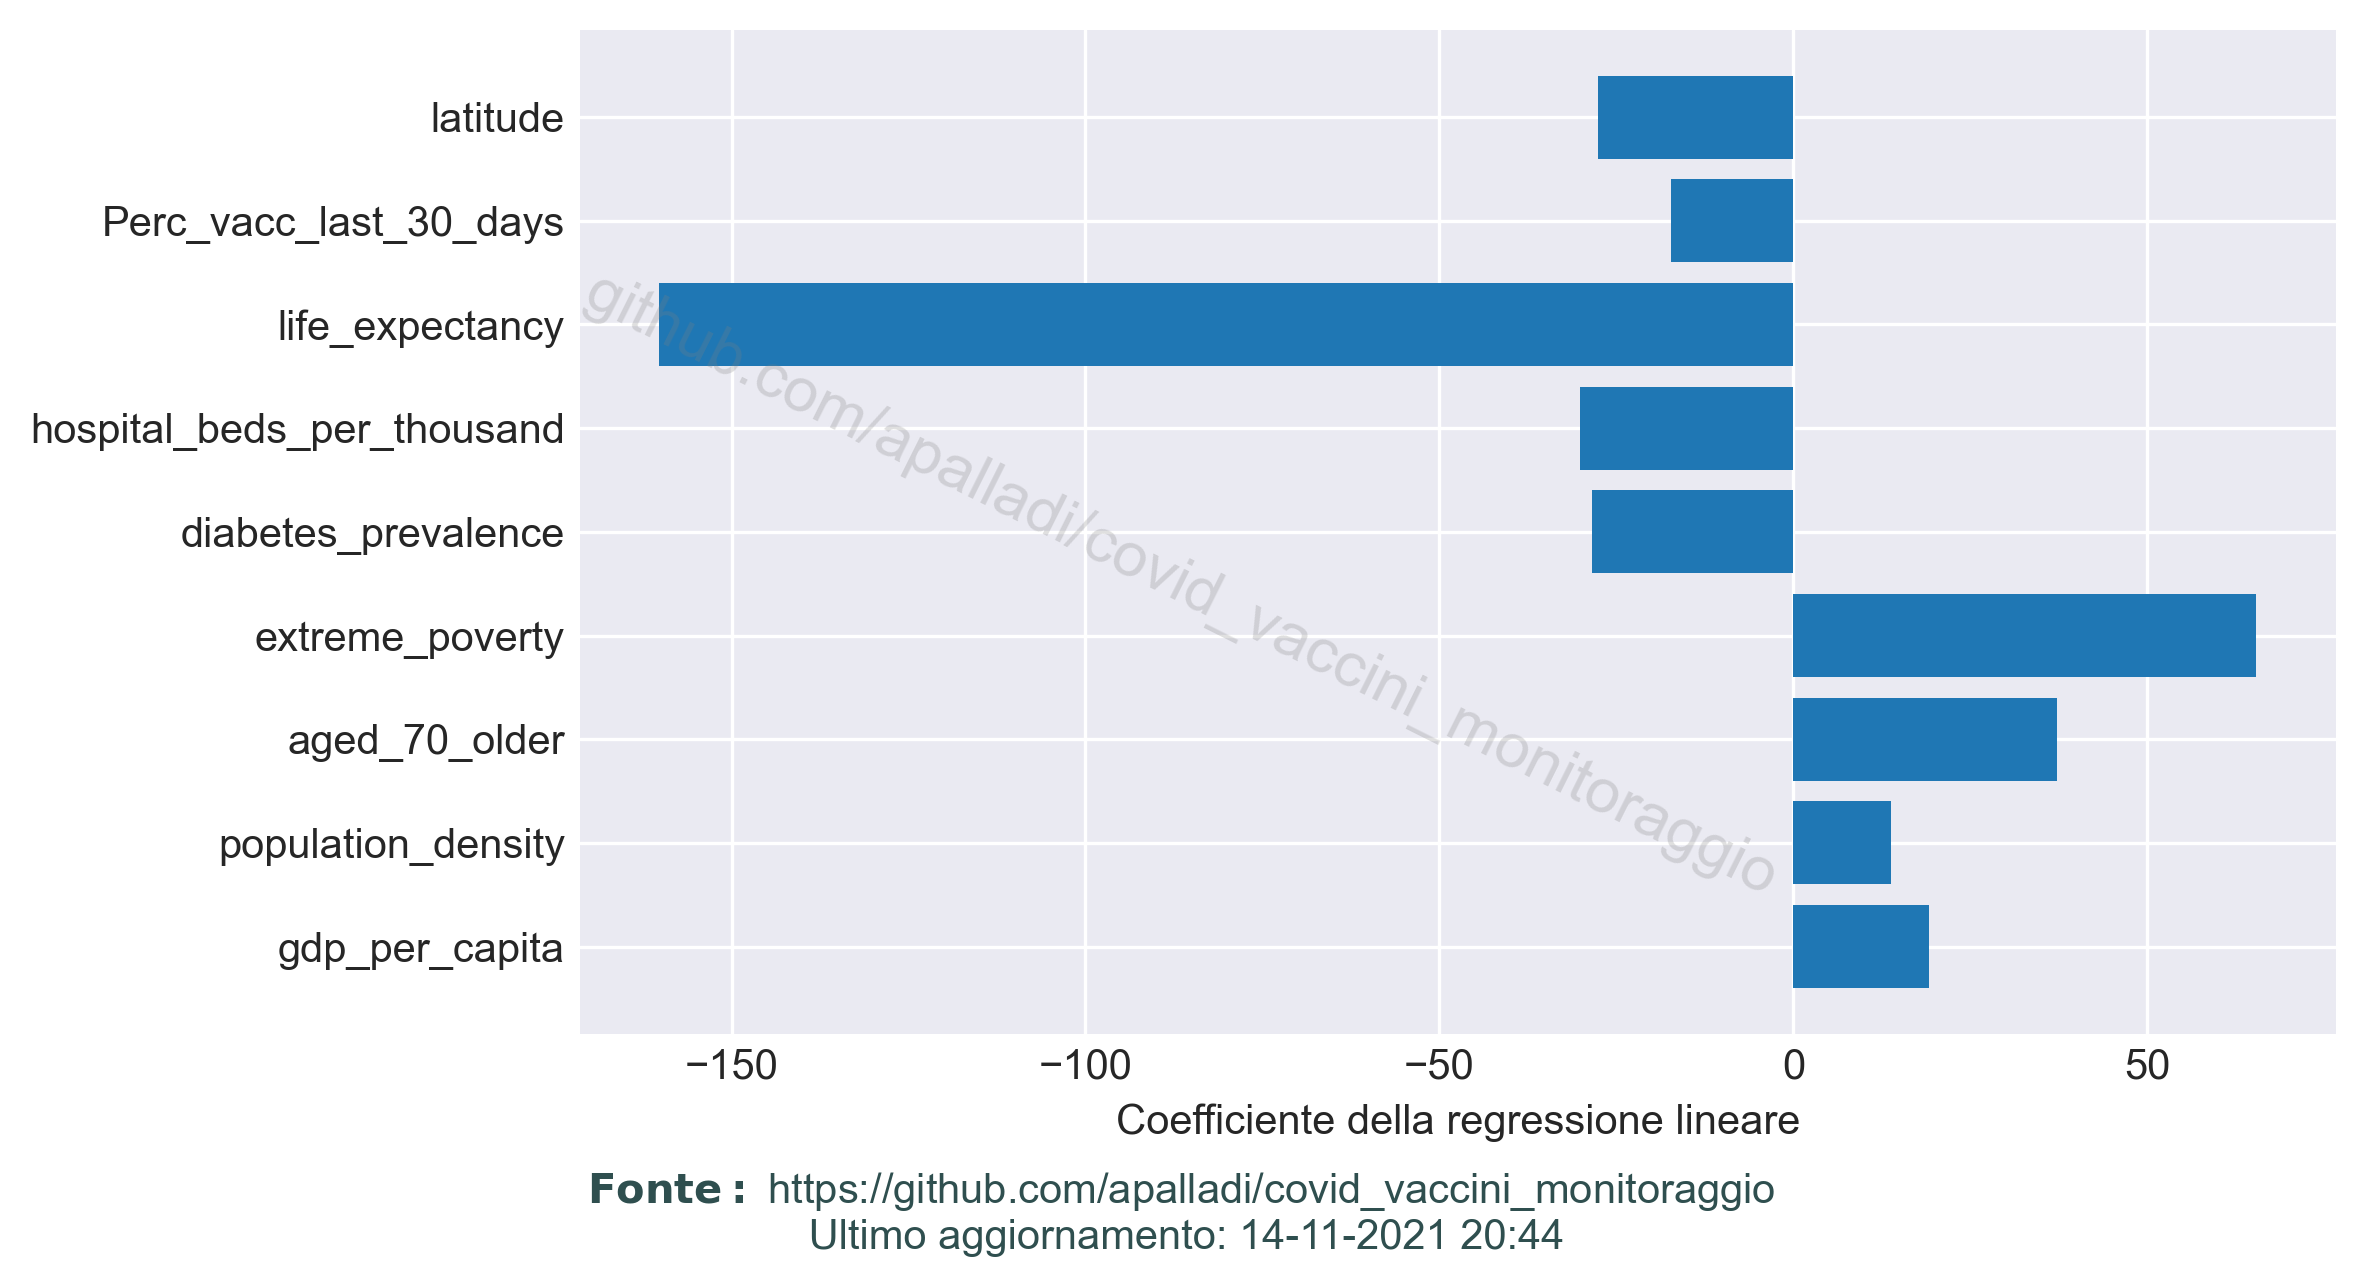 latitude
Perc_vacc_last_30_days
life_expectancy
hospital_beds_per_thousand
diabetes_prevalence
extreme_poverty
aged_70_older
population_density
gdp_per_capita
github.com/apalladi/covid_vaccini_monitoraggio
−150 −100 −50 0 50
Coefficiente della regressione lineare
Fonte: https://github.com/apalladi/covid_vaccini_monitoraggio
Ultimo aggiornamento: 14-11-2021 20:44